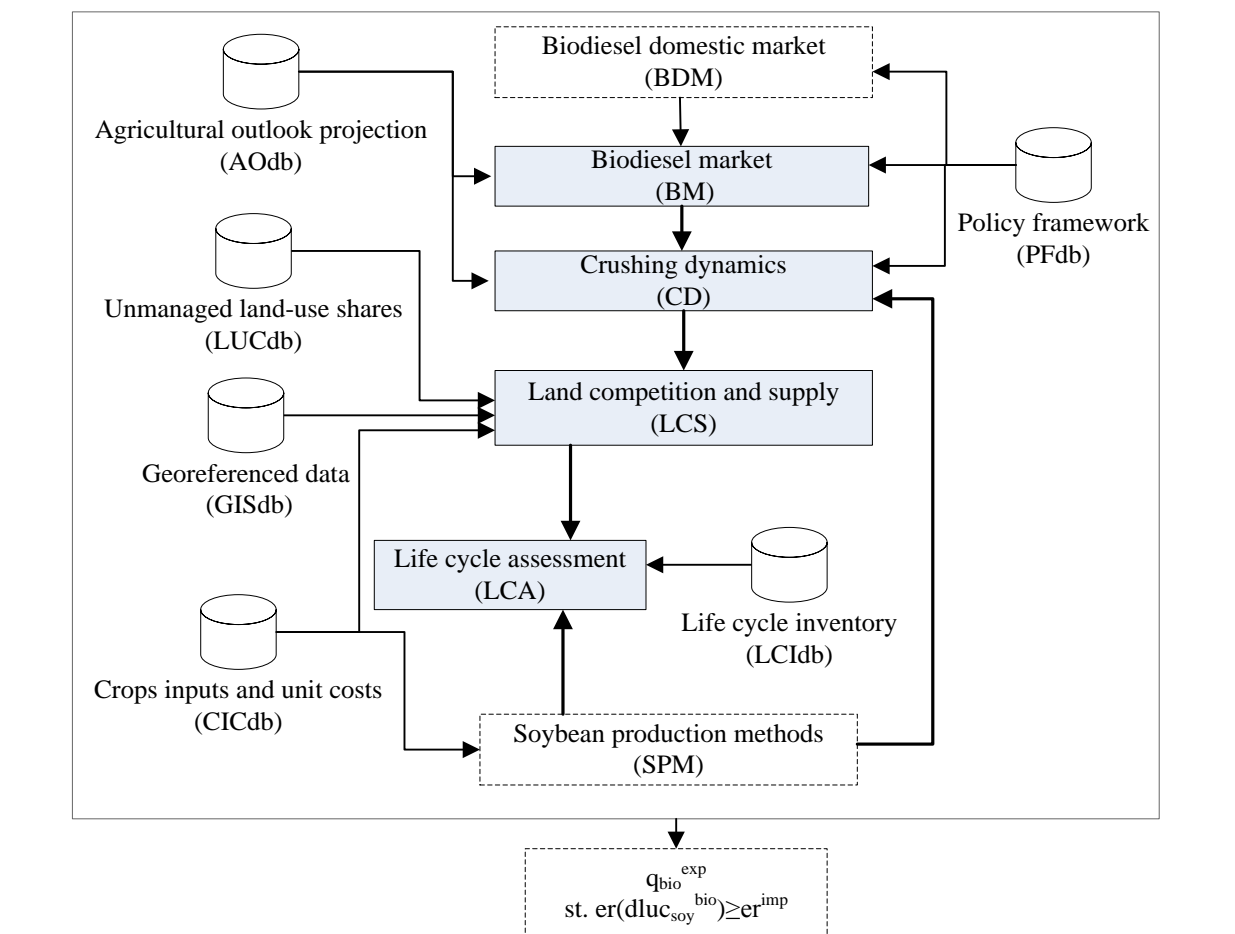 Biodiesel domestic market
(BDM)
Agricultural outlook projection
(AOdb)
Biodiesel market
(BM)
Policy framework
(PFdb)
Crushing dynamics
(CD)
Unmanaged land-use shares
(LUCdb)
Land competition and supply
(LCS)
Georeferenced data
(GISdb)
Life cycle assessment
(LCA)
Life cycle inventory
(LCIdb)
Crops inputs and unit costs
(CICdb)
Soybean production methods
(SPM)
q_bio^exp
st. er(dluc_soy^bio)≥er^imp